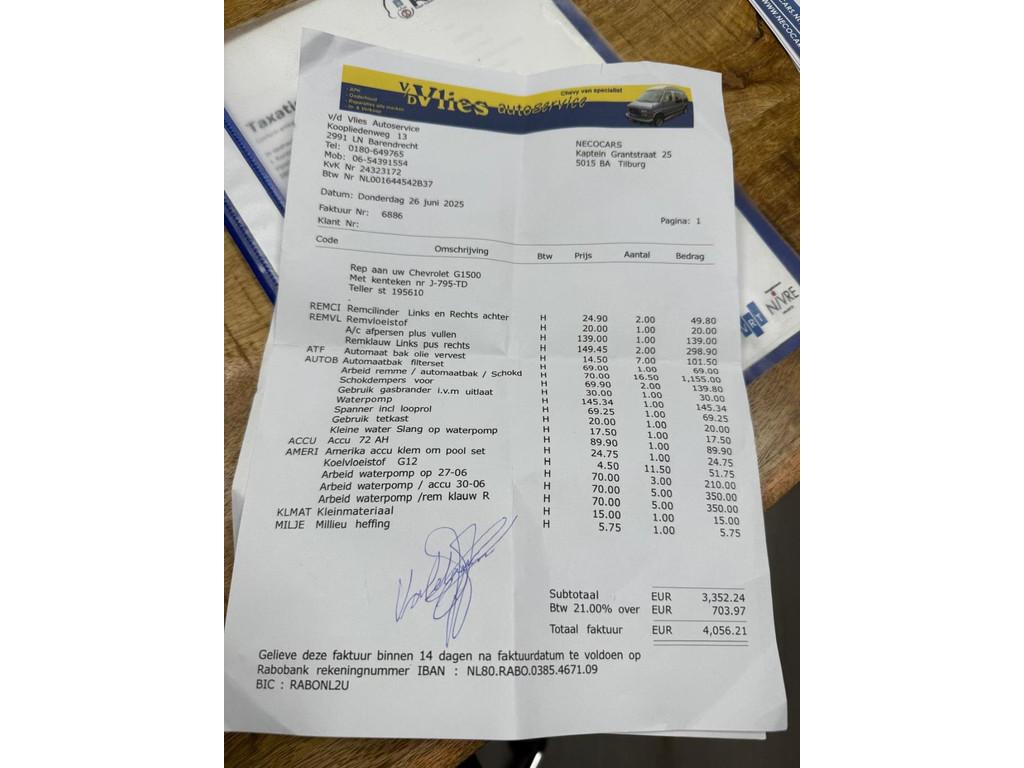 - APK
- Onderhoud
- Reparaties alle merken
- In- & Verkoop
v/d Vlies autoservice
Chevy van specialist
v/d Vlies Autoservice
Koopliedenweg 13
2991 LN Barendrecht
Tel: 0180-649765
Mob: 06-54391554
KvK Nr 24323172
Btw Nr NL001644542B37
NECOCARS
Kaptein Grantstraat 25
5015 BA Tilburg
Datum: Donderdag 26 juni 2025
Faktuur Nr: 6886
Klant Nr:
Pagina: 1
Code Omschrijving Btw Prijs Aantal Bedrag
Rep aan uw Chevrolet G1500
Met kenteken nr J-795-TD
Teller st 195610
REMCI Remcilinder Links en Rechts achter H 24.90 2.00 49.80
REMVL Remvloeistof H 20.00 1.00 20.00
A/c afpersen plus vullen H 139.00 1.00 139.00
Remklauw Links pus rechts H 149.45 2.00 298.90
ATF Automaat bak olie vervest H 14.50 7.00 101.50
AUTOB Automaatbak filterset H 69.00 1.00 69.00
Arbeid remme / automaatbak / Schokd H 70.00 16.50 1,155.00
Schokdempers voor H 69.90 2.00 139.80
Gebruik gasbrander i.v.m uitlaat H 30.00 1.00 30.00
Waterpomp H 145.34 1.00 145.34
Spanner incl looprol H 69.25 1.00 69.25
Gebruik tetkast H 20.00 1.00 20.00
Kleine water Slang op waterpomp H 17.50 1.00 17.50
ACCU Accu 72 AH H 89.90 1.00 89.90
AMERI Amerika accu klem om pool set H 24.75 1.00 24.75
Koelvloeistof G12 H 4.50 11.50 51.75
Arbeid waterpomp op 27-06 H 70.00 3.00 210.00
Arbeid waterpomp / accu 30-06 H 70.00 5.00 350.00
Arbeid waterpomp /rem klauw R H 70.00 5.00 350.00
KLMAT Kleinmateriaal H 15.00 1.00 15.00
MILJE Millieu heffing H 5.75 1.00 5.75
Subtotaal EUR 3,352.24
Btw 21.00% over EUR 703.97
Totaal faktuur EUR 4,056.21
Gelieve deze faktuur binnen 14 dagen na faktuurdatum te voldoen op
Rabobank rekeningnummer IBAN : NL80.RABO.0385.4671.09
BIC : RABONL2U
Taxati
VRT
NIVRE
WWW.NECOCAR